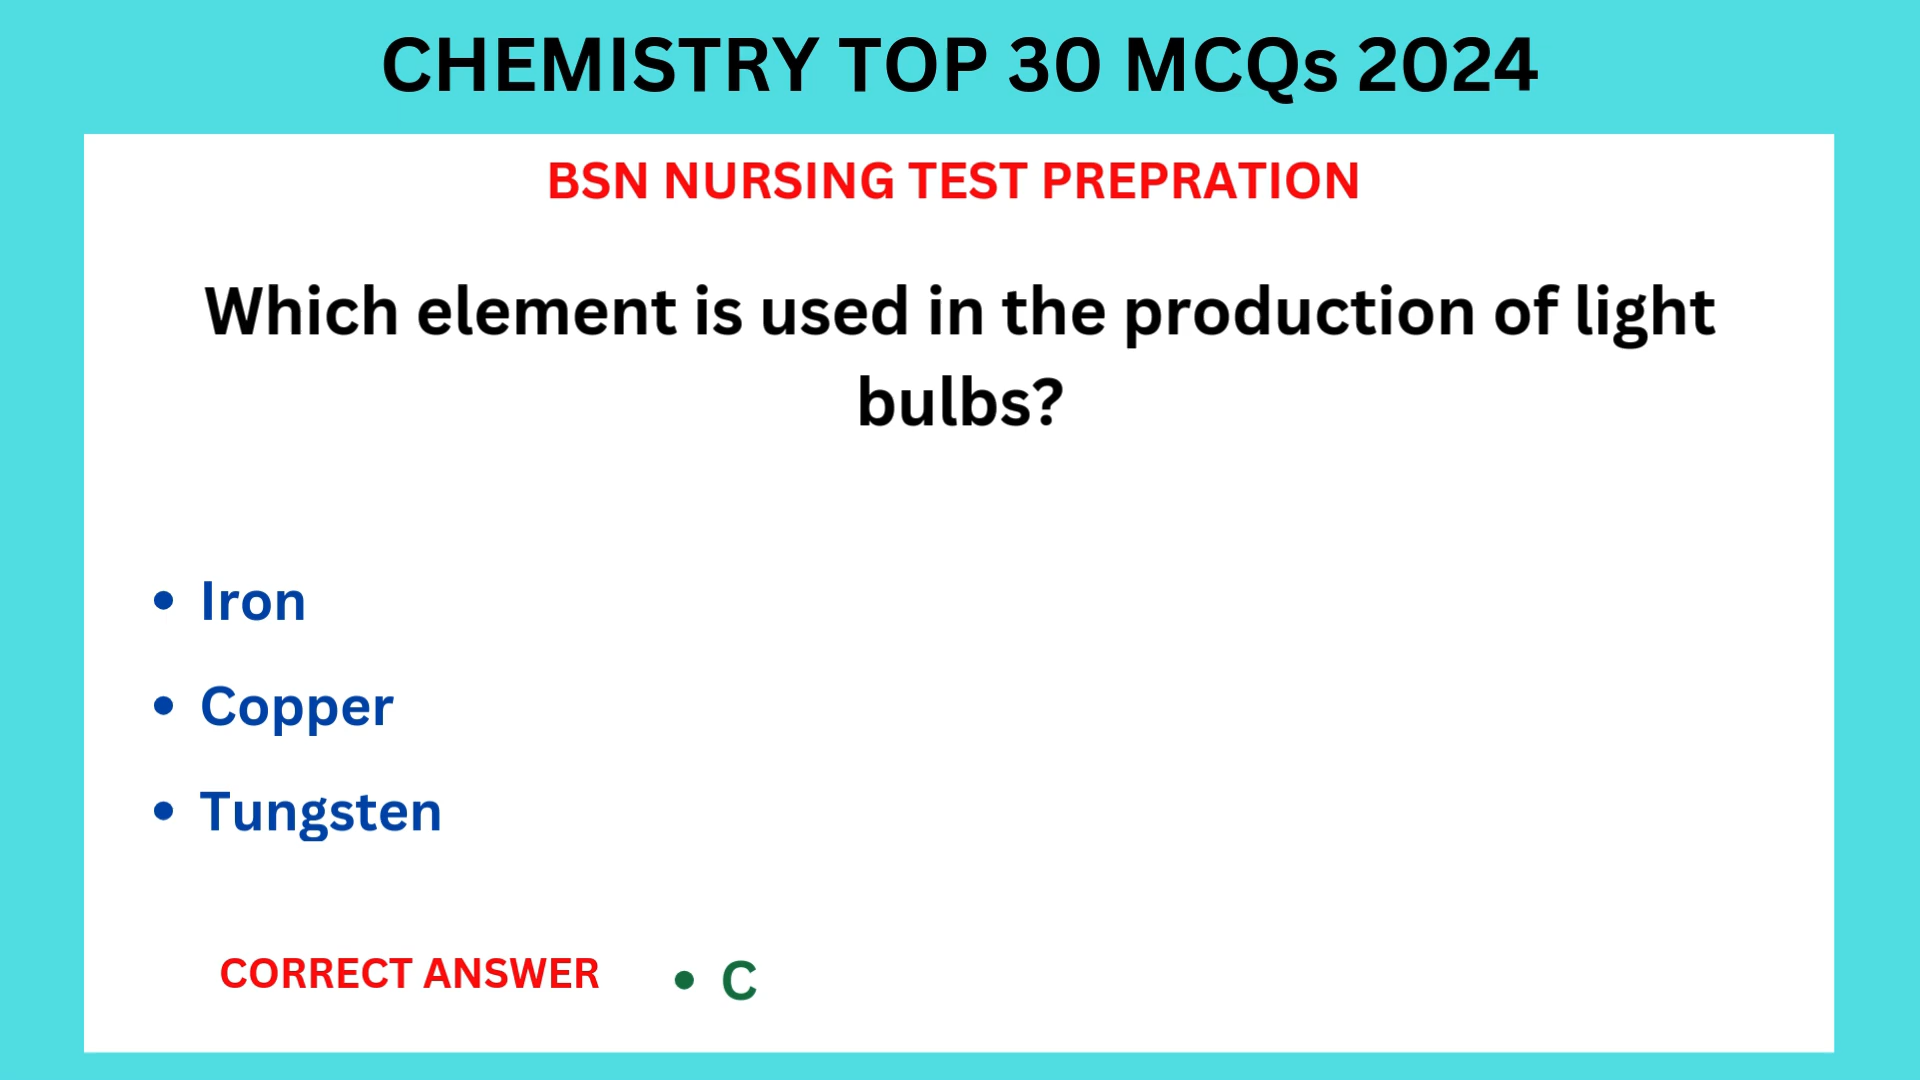 CHEMISTRY TOP 30 MCQs 2024
BSN NURSING TEST PREPRATION
Which element is used in the production of light
bulbs?
• Iron
• Copper
• Tungsten
CORRECT ANSWER • C